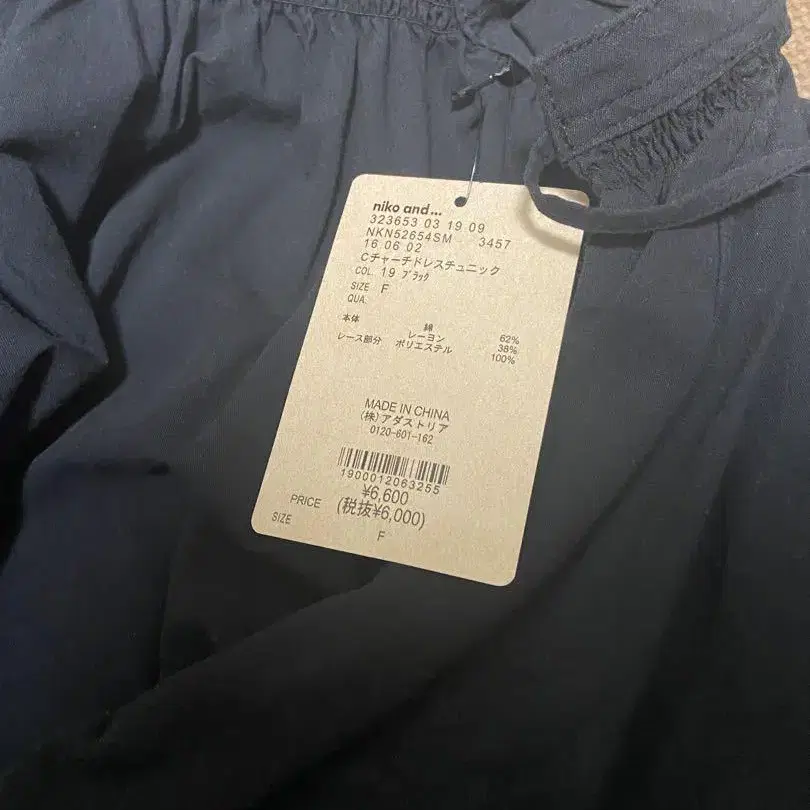 niko and...
323653 03 19 09
NKN52654SM 3457
16 06 02
Cチャーチドレスチュニック
COL. 19 ブラック
SIZE F
QUA.
本体 綿 62%
レーヨン 38%
レース部分 ポリエステル 100%
MADE IN CHINA
(株)アダストリア
0120-601-162
1900012063255
PRICE ¥6,600
(税抜¥6,000)
SIZE F